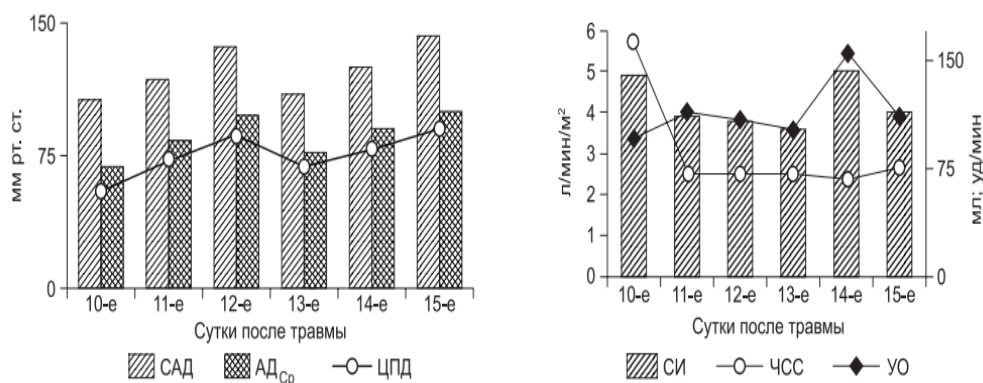 мм рт. ст.
150
75
0
10-е 11-е 12-е 13-е 14-е 15-е
Сутки после травмы
САД АДСр ЦПД
л/мин/м²
6
5
4
3
2
1
0
150
75
0
мл; уд/мин
10-е 11-е 12-е 13-е 14-е 15-е
Сутки после травмы
СИ ЧСС УО